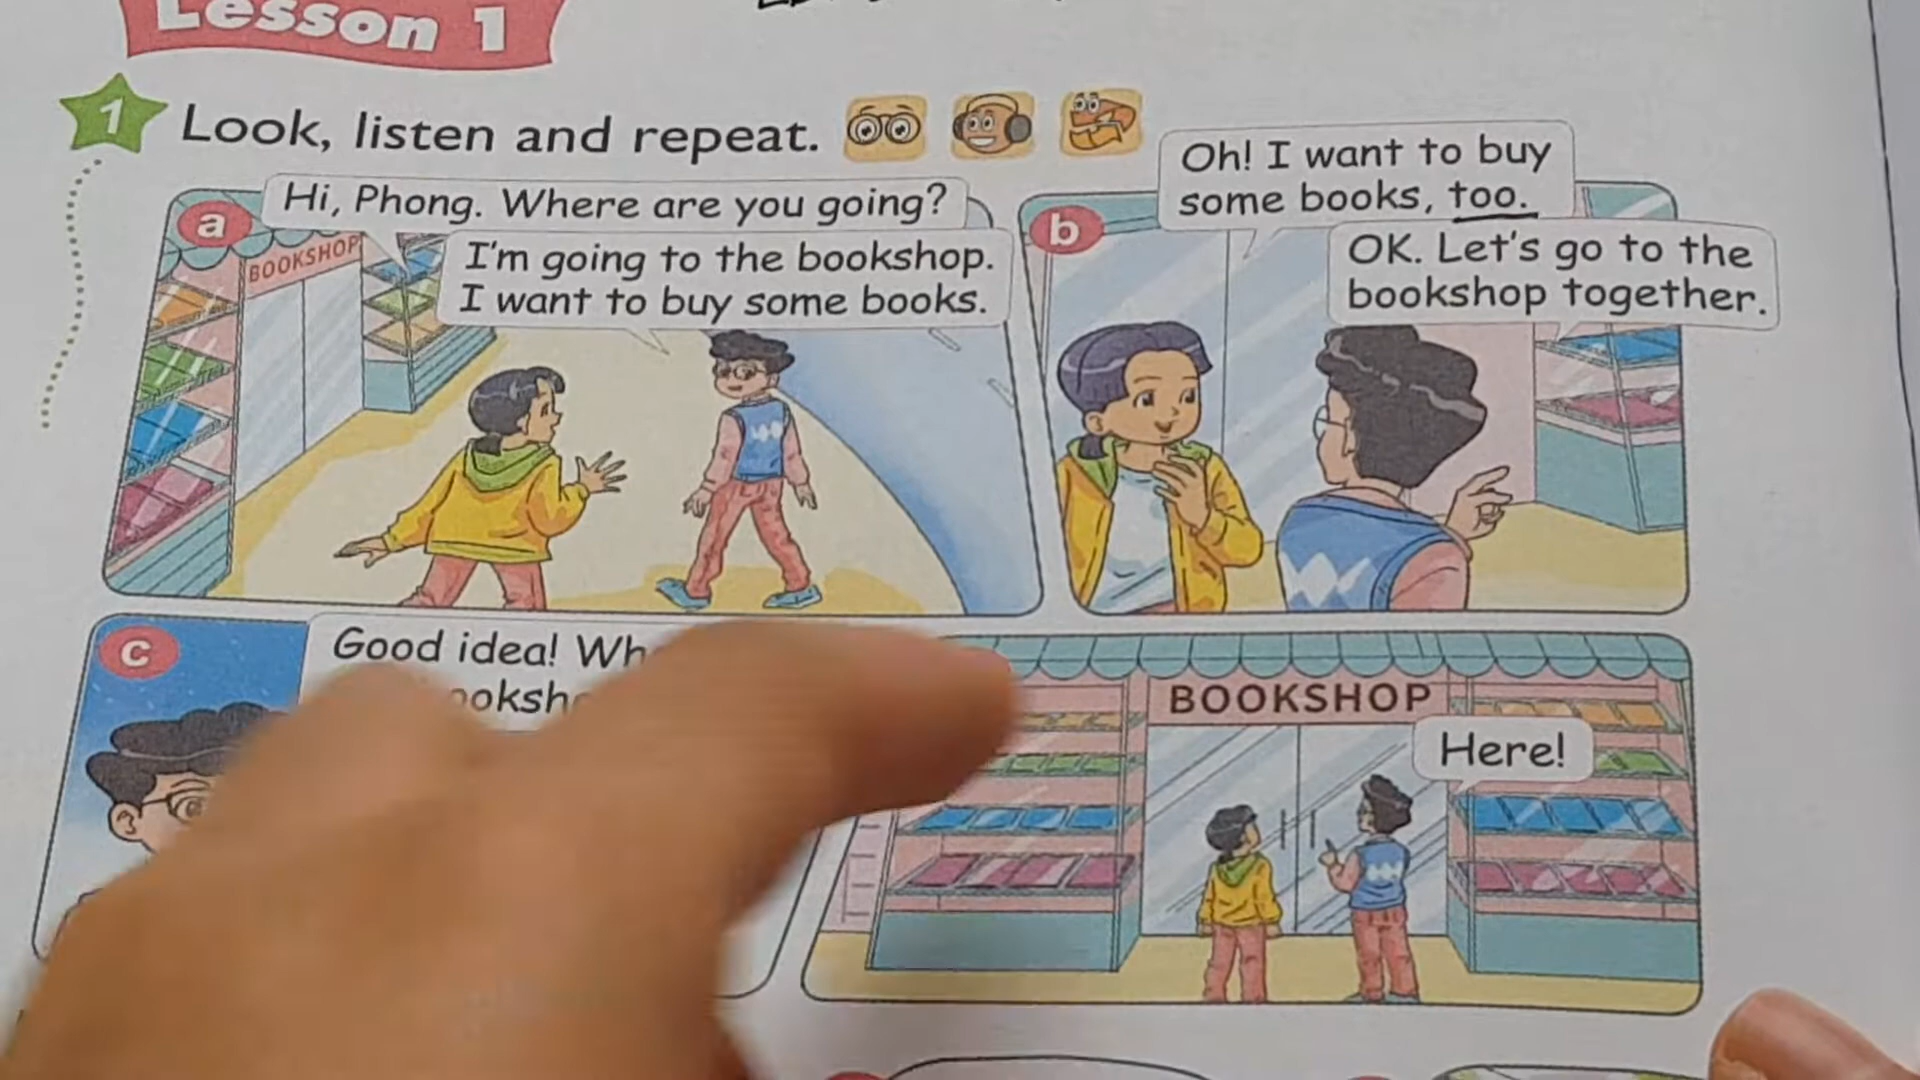 Lesson 1
1 Look, listen and repeat.
a
Hi, Phong. Where are you going?
I'm going to the bookshop.
I want to buy some books.
BOOKSHOP
b
Oh! I want to buy
some books, too.
OK. Let's go to the
bookshop together.
c
Good idea!
BOOKSHOP
Here!